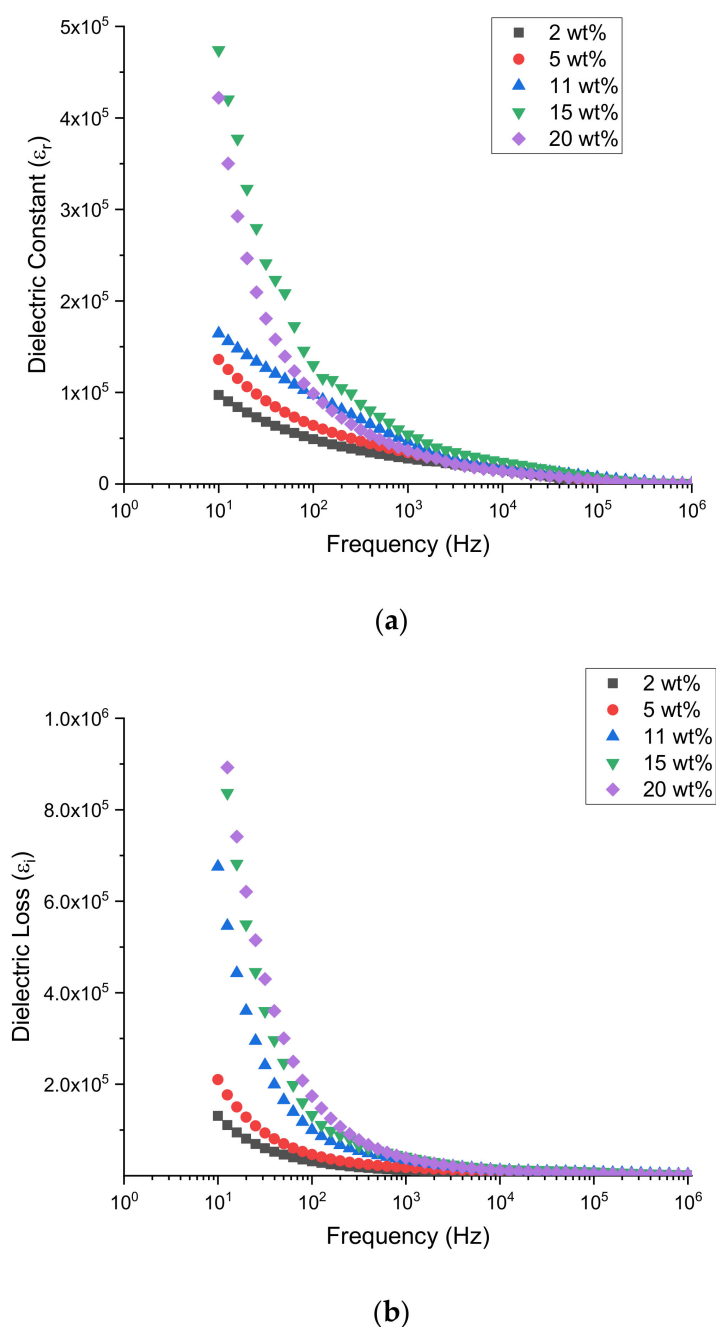 5x10⁵
4x10⁵
3x10⁵
2x10⁵
1x10⁵
0
Dielectric Constant (εᵣ)
2 wt%
5 wt%
11 wt%
15 wt%
20 wt%
10⁰ 10¹ 10² 10³ 10⁴ 10⁵ 10⁶
Frequency (Hz)
(a)
2 wt%
5 wt%
11 wt%
15 wt%
20 wt%
1.0x10⁶
8.0x10⁵
6.0x10⁵
4.0x10⁵
2.0x10⁵
Dielectric Loss (εᵢ)
10⁰ 10¹ 10² 10³ 10⁴ 10⁵ 10⁶
Frequency (Hz)
(b)